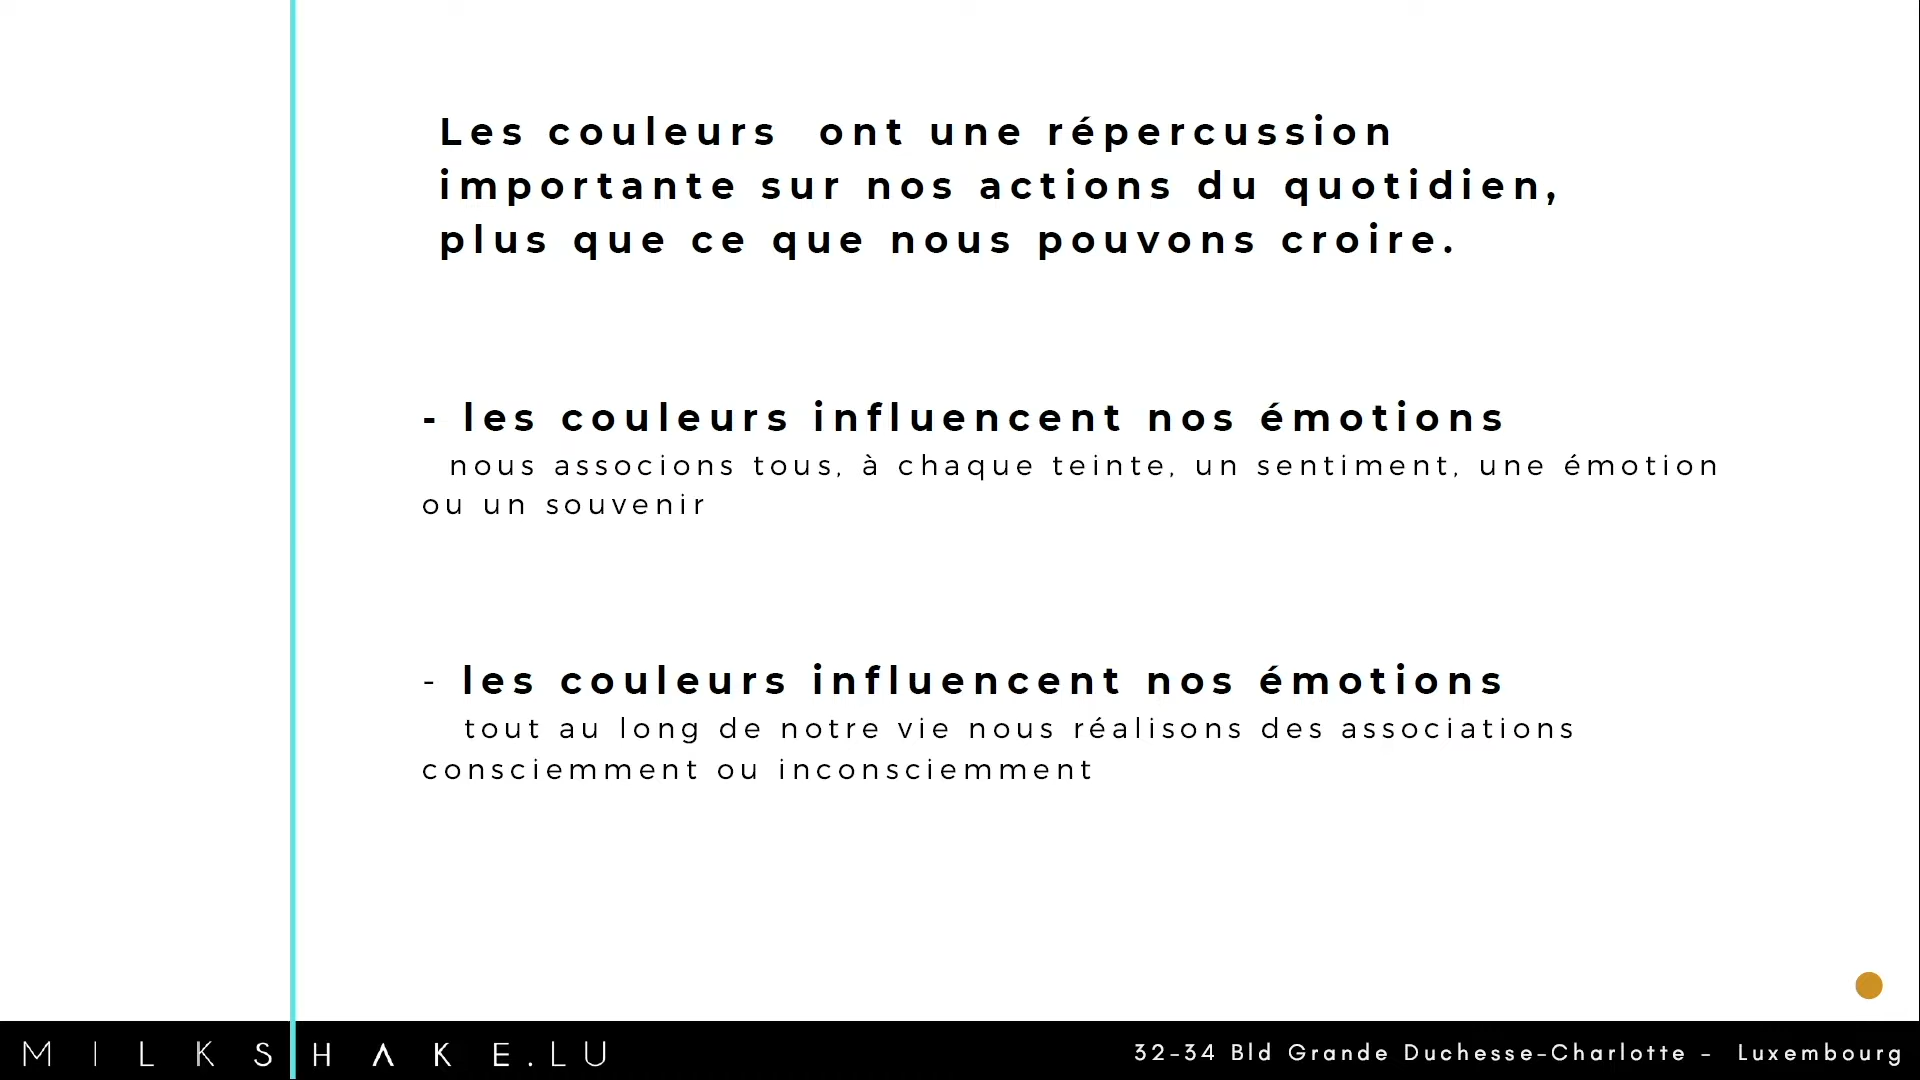 Les couleurs  ont une répercussion
importante sur nos actions du quotidien,
plus que ce que nous pouvons croire.
- les couleurs influencent nos émotions
nous associons tous, à chaque teinte, un sentiment, une émotion
ou un souvenir
- les couleurs influencent nos émotions
tout au long de notre vie nous réalisons des associations
consciemment ou inconsciemment
MILKSHAKE.LU
32-34 Bld Grande Duchesse-Charlotte -  Luxembourg